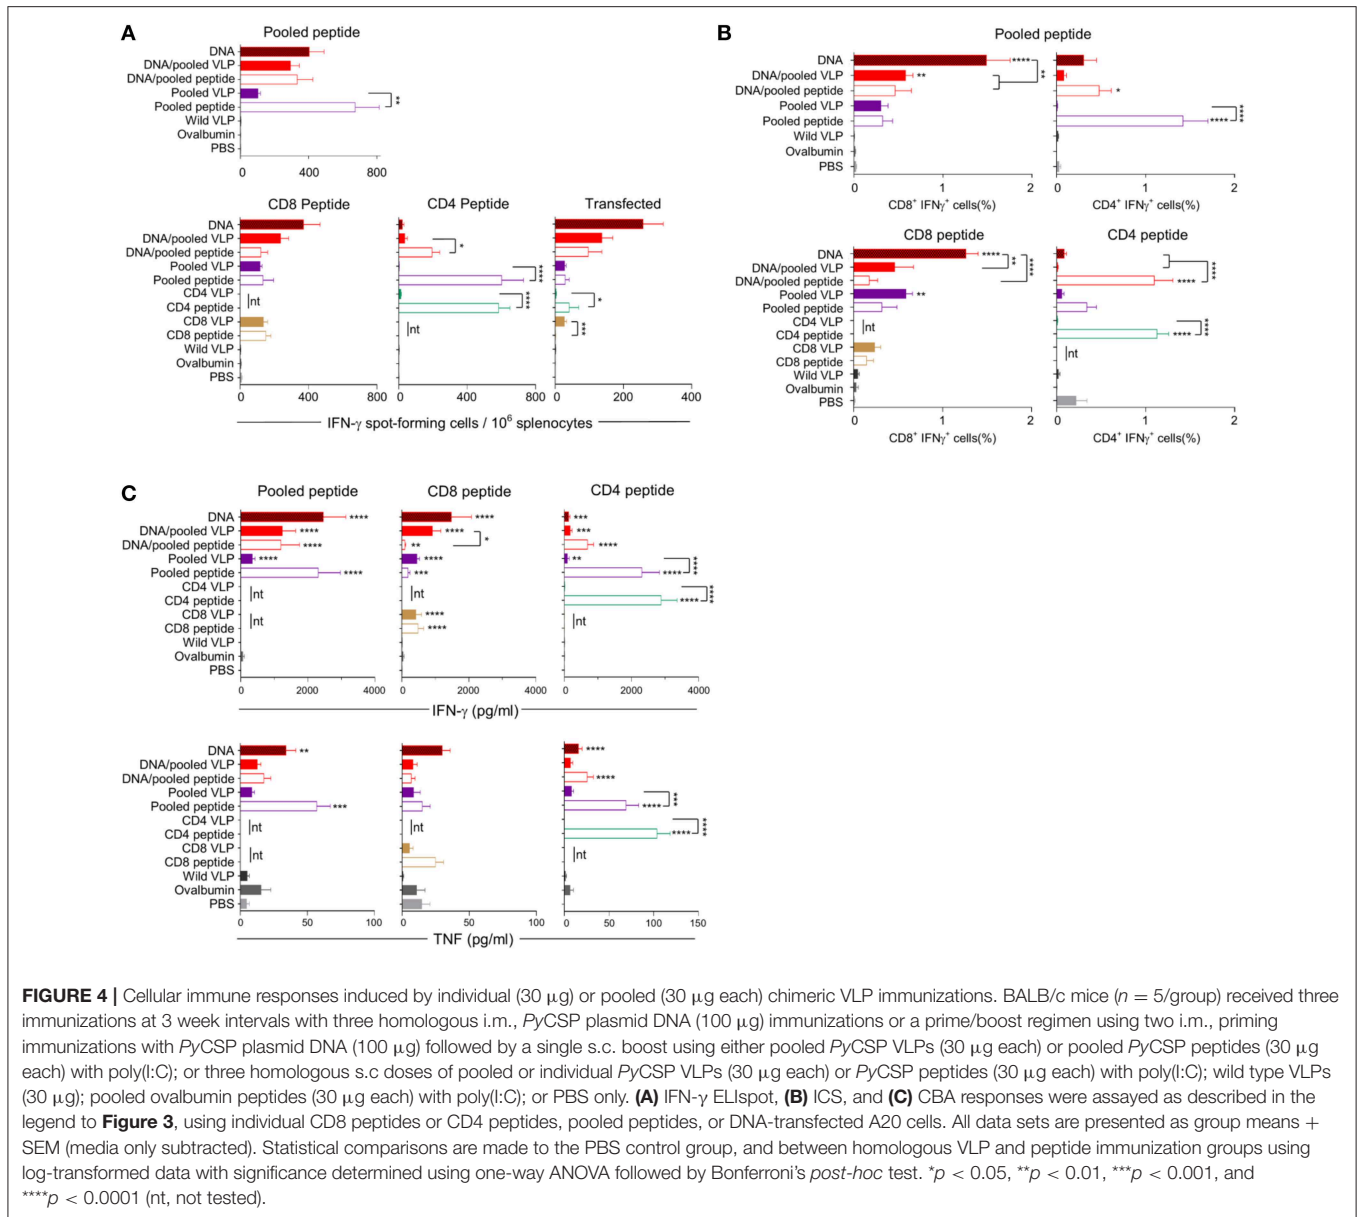 A
Pooled peptide
DNA
DNA/pooled VLP
DNA/pooled peptide
Pooled VLP
Pooled peptide
Wild VLP
Ovalbumin
PBS
**
0 400 800
CD8 Peptide
CD4 Peptide
Transfected
DNA
DNA/pooled VLP
DNA/pooled peptide
Pooled VLP
Pooled peptide
CD4 VLP
CD4 peptide
CD8 VLP
CD8 peptide
Wild VLP
Ovalbumin
PBS
nt
*
****
****
nt
*
***
0 400 800
0 400 800
0 200 400
IFN-γ spot-forming cells / 10⁶ splenocytes
B
Pooled peptide
DNA
DNA/pooled VLP
DNA/pooled peptide
Pooled VLP
Pooled peptide
Wild VLP
Ovalbumin
PBS
****
**
**
*
****
****
0 1 2
0 1 2
CD8⁺ IFNγ⁺ cells(%)
CD4⁺ IFNγ⁺ cells(%)
CD8 peptide
CD4 peptide
DNA
DNA/pooled VLP
DNA/pooled peptide
Pooled VLP
Pooled peptide
CD4 VLP
CD4 peptide
CD8 VLP
CD8 peptide
Wild VLP
Ovalbumin
PBS
****
**
****
**
nt
****
****
****
****
nt
0 1 2
0 1 2
CD8⁺ IFNγ⁺ cells(%)
CD4⁺ IFNγ⁺ cells(%)
C
Pooled peptide
CD8 peptide
CD4 peptide
DNA
DNA/pooled VLP
DNA/pooled peptide
Pooled VLP
Pooled peptide
CD4 VLP
CD4 peptide
CD8 VLP
CD8 peptide
Wild VLP
Ovalbumin
PBS
****
****
****
****
****
nt
nt
****
****
*
**
****
***
nt
****
****
***
***
****
**
****
****
****
****
nt
0 2000 4000
0 2000 4000
0 2000 4000
IFN-γ (pg/ml)
DNA
DNA/pooled VLP
DNA/pooled peptide
Pooled VLP
Pooled peptide
CD4 VLP
CD4 peptide
CD8 VLP
CD8 peptide
Wild VLP
Ovalbumin
PBS
**
***
nt
nt
nt
****
****
***
****
****
****
nt
0 50 100
0 50 100
0 50 100 150
TNF (pg/ml)
FIGURE 4 | Cellular immune responses induced by individual (30 μg) or pooled (30 μg each) chimeric VLP immunizations. BALB/c mice (n = 5/group) received three
immunizations at 3 week intervals with three homologous i.m., PyCSP plasmid DNA (100 μg) immunizations or a prime/boost regimen using two i.m., priming
immunizations with PyCSP plasmid DNA (100 μg) followed by a single s.c. boost using either pooled PyCSP VLPs (30 μg each) or pooled PyCSP peptides (30 μg
each) with poly(I:C); or three homologous s.c doses of pooled or individual PyCSP VLPs (30 μg each) or PyCSP peptides (30 μg each) with poly(I:C); wild type VLPs
(30 μg); pooled ovalbumin peptides (30 μg each) with poly(I:C); or PBS only. (A) IFN-γ ELIspot, (B) ICS, and (C) CBA responses were assayed as described in the
legend to Figure 3, using individual CD8 peptides or CD4 peptides, pooled peptides, or DNA-transfected A20 cells. All data sets are presented as group means +
SEM (media only subtracted). Statistical comparisons are made to the PBS control group, and between homologous VLP and peptide immunization groups using
log-transformed data with significance determined using one-way ANOVA followed by Bonferroni's post-hoc test. *p < 0.05, **p < 0.01, ***p < 0.001, and
****p < 0.0001 (nt, not tested).